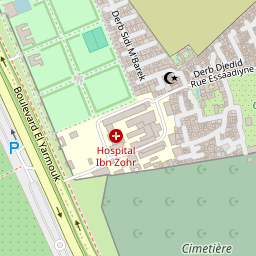 Derb Sidi M'Barek
Derb Djedid
Rue Essaadiyne
Boulevard El Yarmouk
P
Hospital
Ibn Zohr
Cimetière